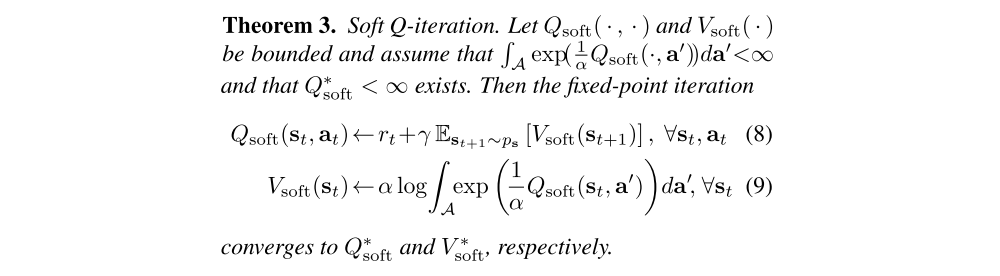 Theorem 3. Soft Q-iteration. Let Q_soft(·, ·) and V_soft(·)
be bounded and assume that ∫_𝒜 exp(1/α Q_soft(·, a′))da′<∞
and that Q*_soft < ∞ exists. Then the fixed-point iteration
Q_soft(s_t, a_t)←r_t+γ 𝔼_{s_{t+1}∼p_s} [V_soft(s_{t+1})], ∀s_t, a_t (8)
V_soft(s_t)←α log∫_𝒜 exp(1/α Q_soft(s_t, a′))da′, ∀s_t (9)
converges to Q*_soft and V*_soft, respectively.